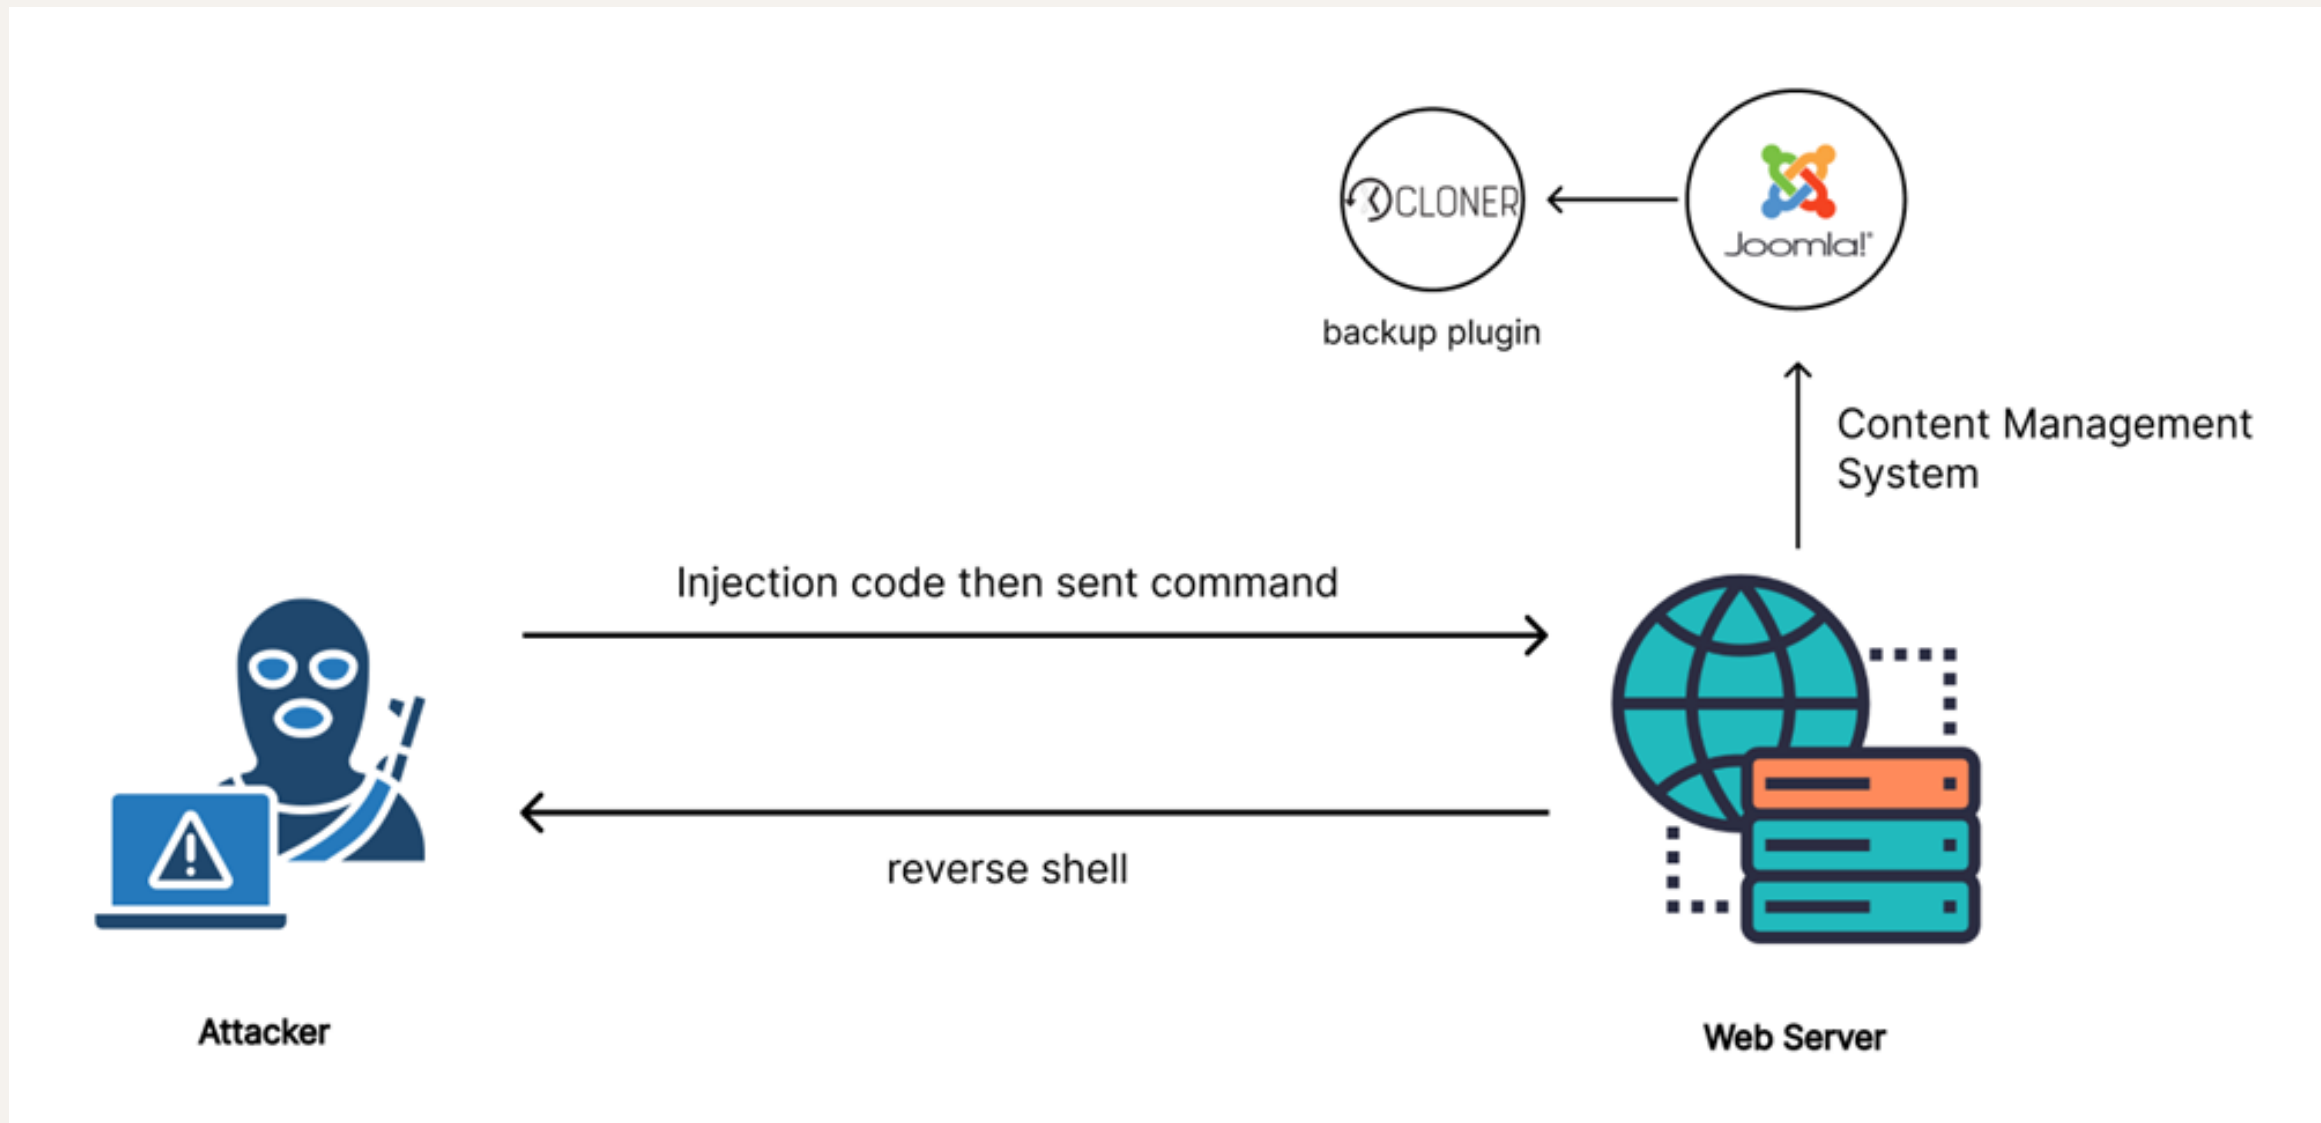 CLONER
Joomla!®
backup plugin
Content Management
System
Injection code then sent command
reverse shell
Attacker
Web Server